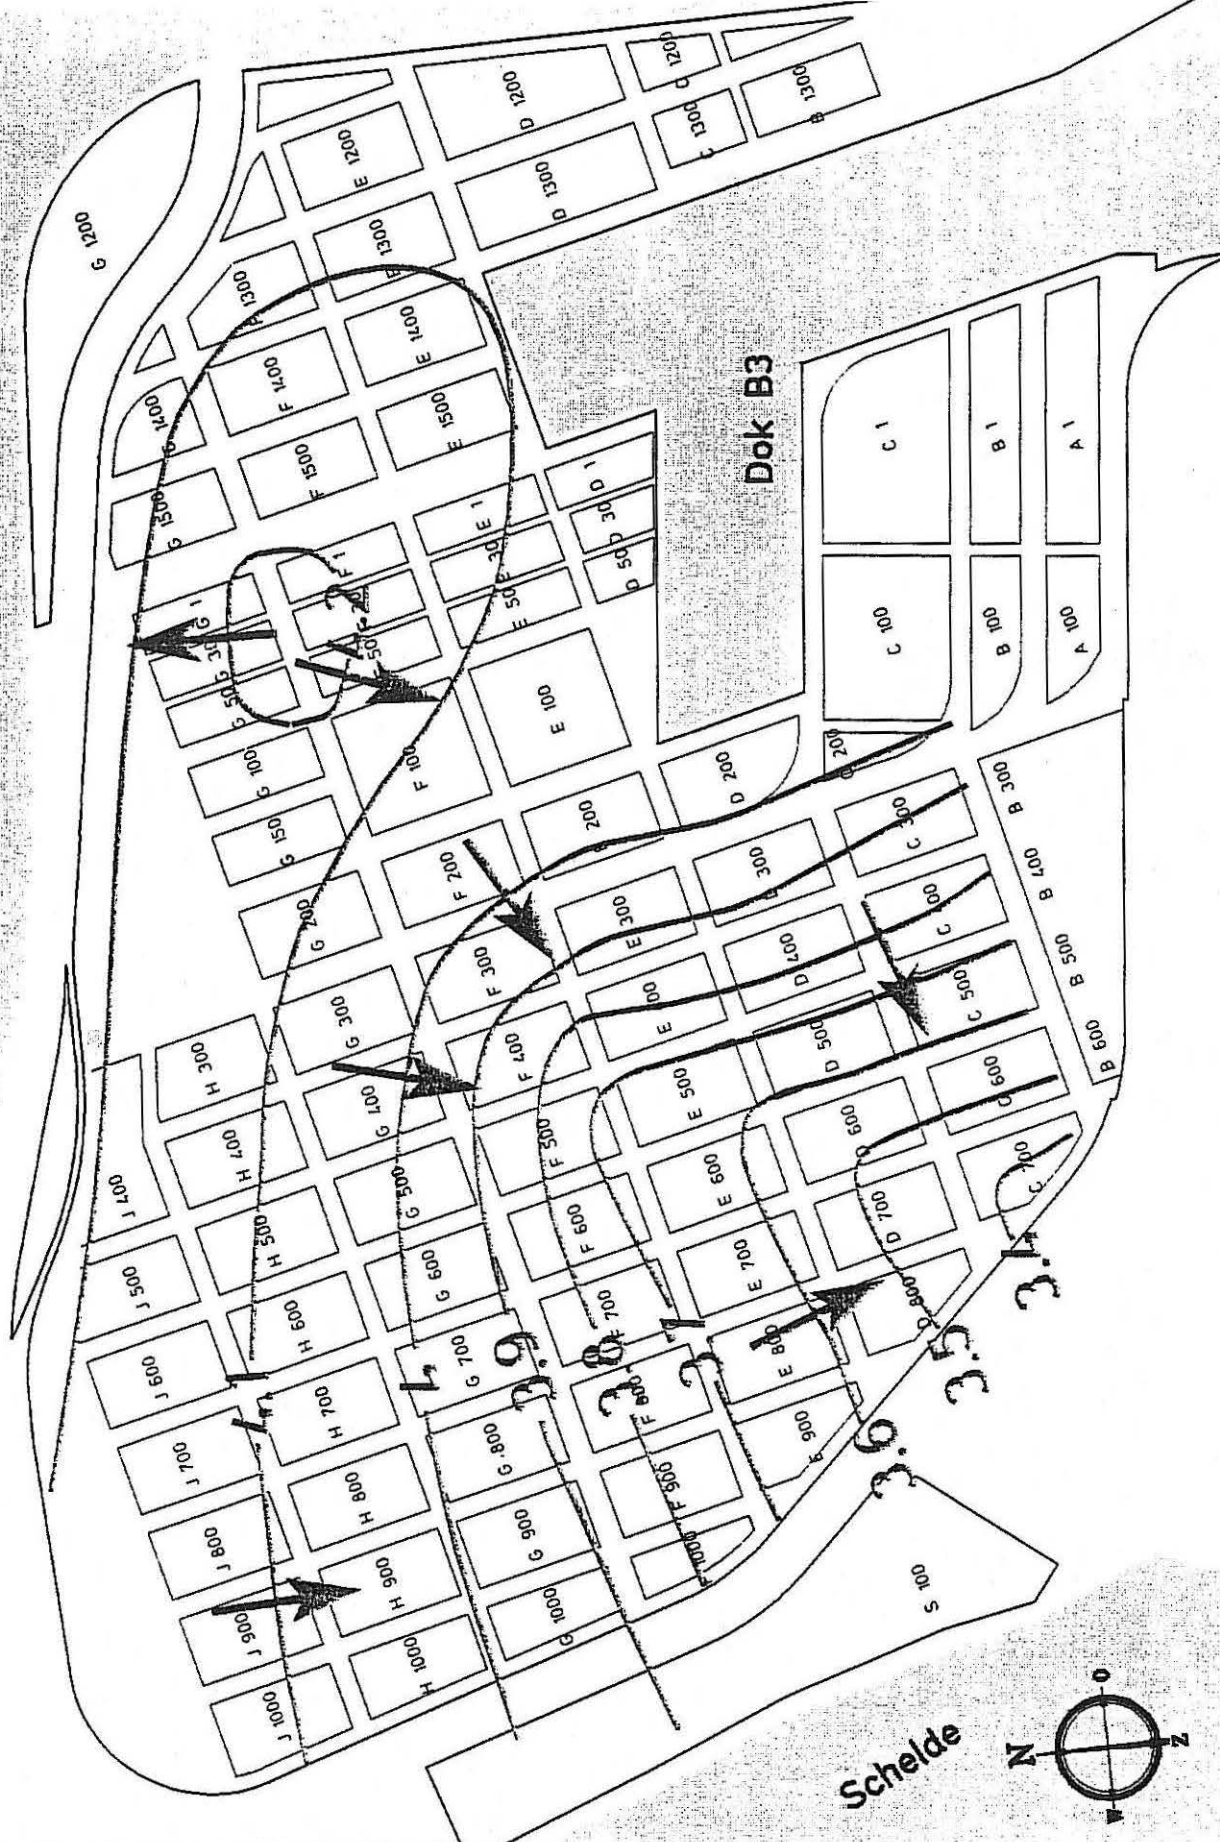 G 1200
D 1200
C 1200
B 1300
C 1300
E 1200
D 1300
E 1300
1300
F 1400
E 1400
1400
E 1500
F 1500
G 1500
Dok B3
C 1
B 1
A 1
C 100
B 100
A 100
D 1
30
D 50
E 1
30
E 50
F 1
G 1
G 30
G 50
E 100
F 100
G 100
G 150
D 200
200
200
F 200
G 200
B 300
C 300
300
E 300
F 300
G 300
H 300
B 400
C 400
D 400
F 400
G 400
H 400
J 400
B 500
C 500
D 500
E 500
F 500
G 500
H 500
J 500
B 600
600
600
E 600
F 600
G 600
H 600
J 600
C 700
D 700
E 700
700
G 700
H 700
J 700
D 800
E 800
F 800
G 800
H 800
J 800
E 900
F 900
G 900
H 900
J 900
F 1000
G 1000
H 1000
J 1000
S 100
4
3.9
3.8
3.7
3.6
3.5
3.4
Schelde
N
O
Z
W